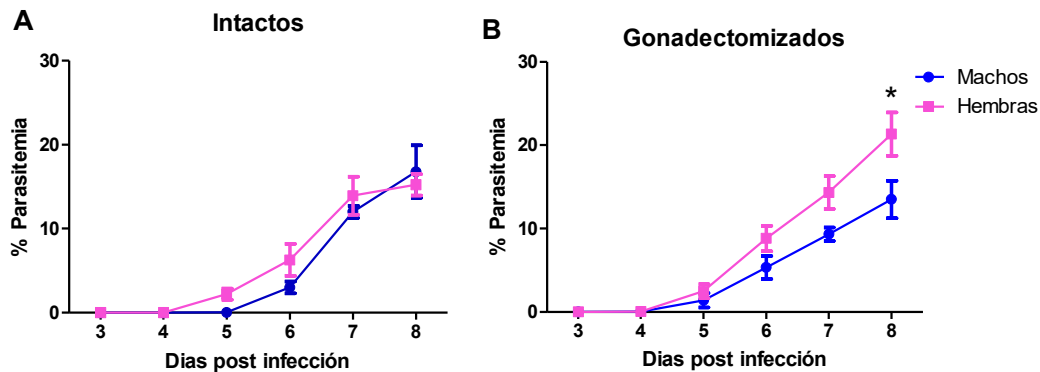 A
Intactos
% Parasitemia
30
20
10
0
3 4 5 6 7 8
Dias post infección
B
Gonadectomizados
% Parasitemia
30
20
10
0
*
3 4 5 6 7 8
Dias post infección
Machos
Hembras